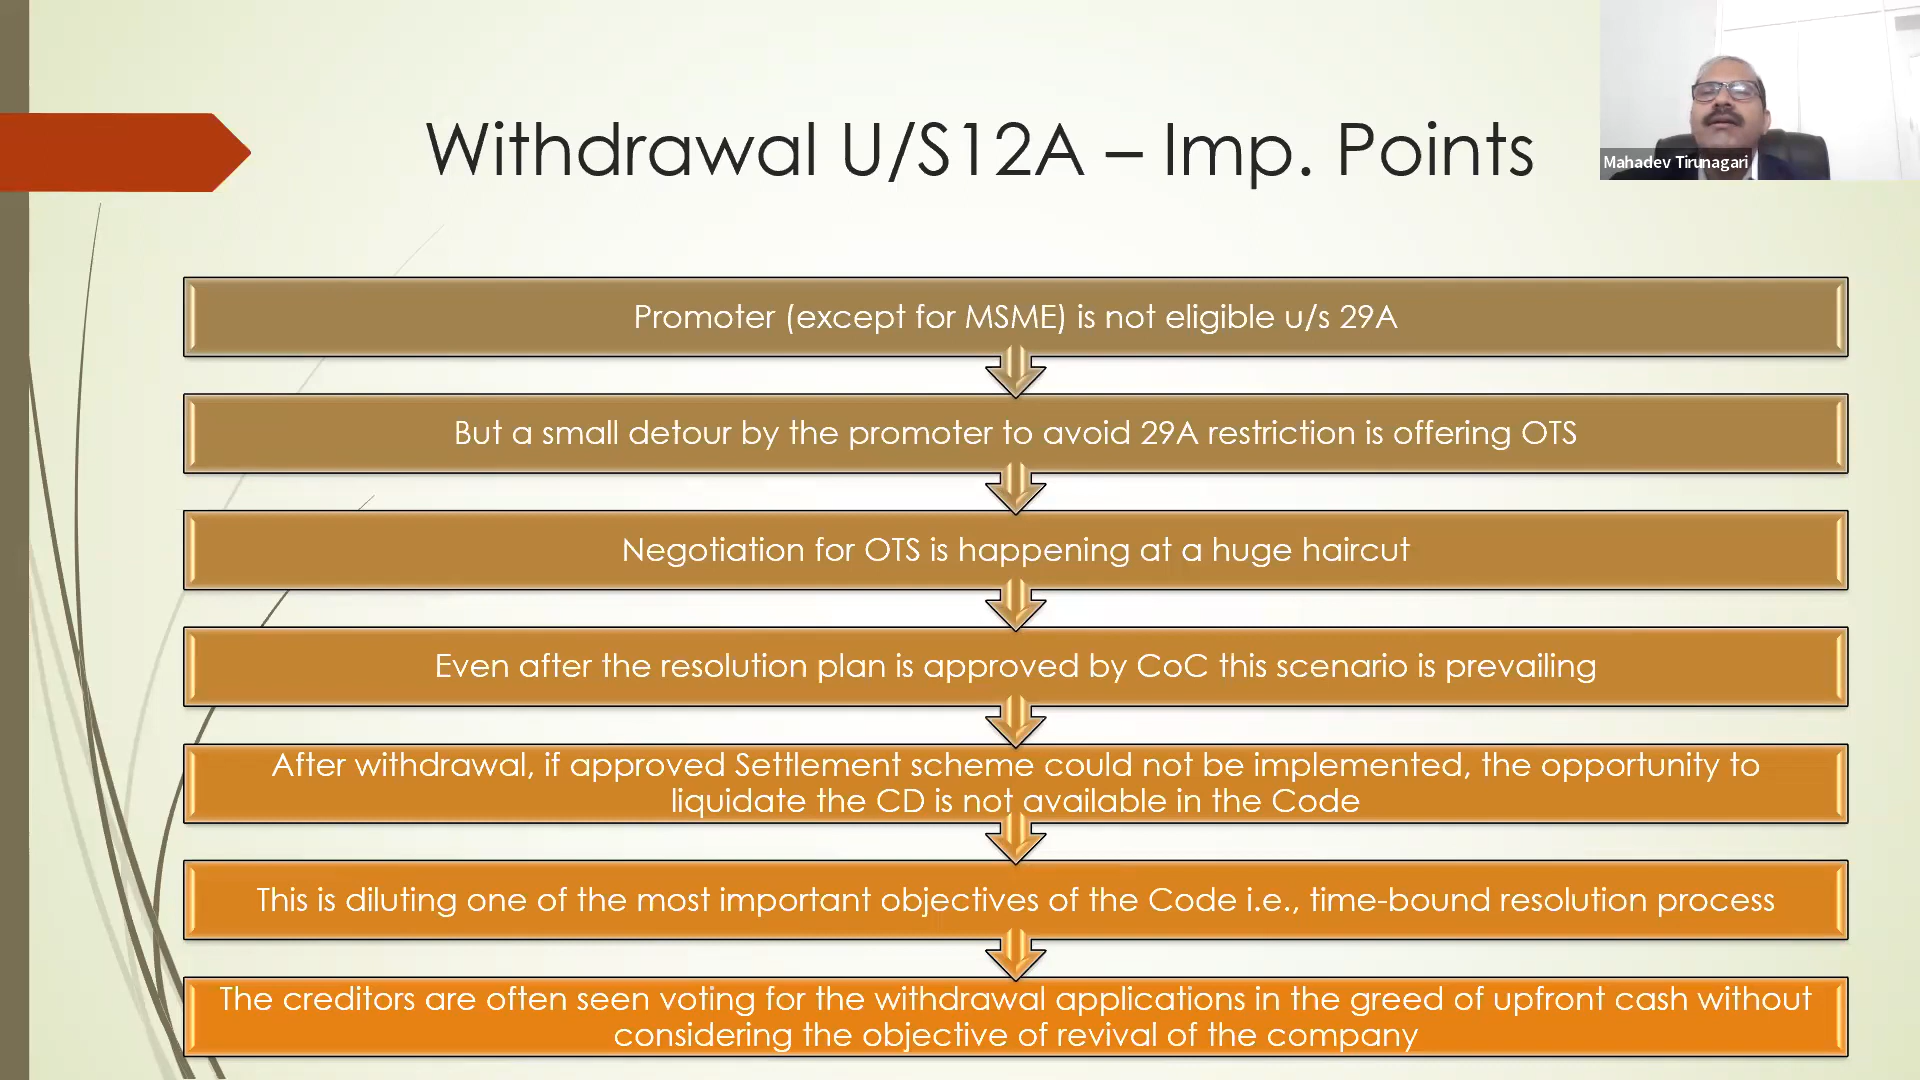 Withdrawal U/S12A – Imp. Points
Mahadev Tirunagari
Promoter (except for MSME) is not eligible u/s 29A
But a small detour by the promoter to avoid 29A restriction is offering OTS
Negotiation for OTS is happening at a huge haircut
Even after the resolution plan is approved by CoC this scenario is prevailing
After withdrawal, if approved Settlement scheme could not be implemented, the opportunity to
liquidate the CD is not available in the Code
This is diluting one of the most important objectives of the Code i.e., time-bound resolution process
The creditors are often seen voting for the withdrawal applications in the greed of upfront cash without
considering the objective of revival of the company